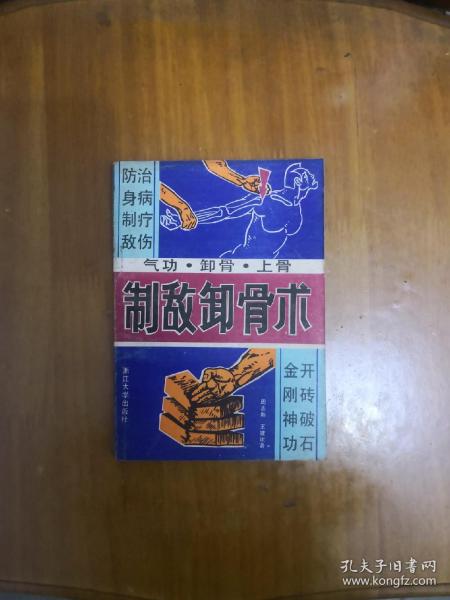 防治
身病
制疗
敌伤
气功·卸骨·上骨
制敌卸骨术
浙江大学出版社
金开
刚砖
神破
功石
孔夫子旧书网
www.kongfz.com